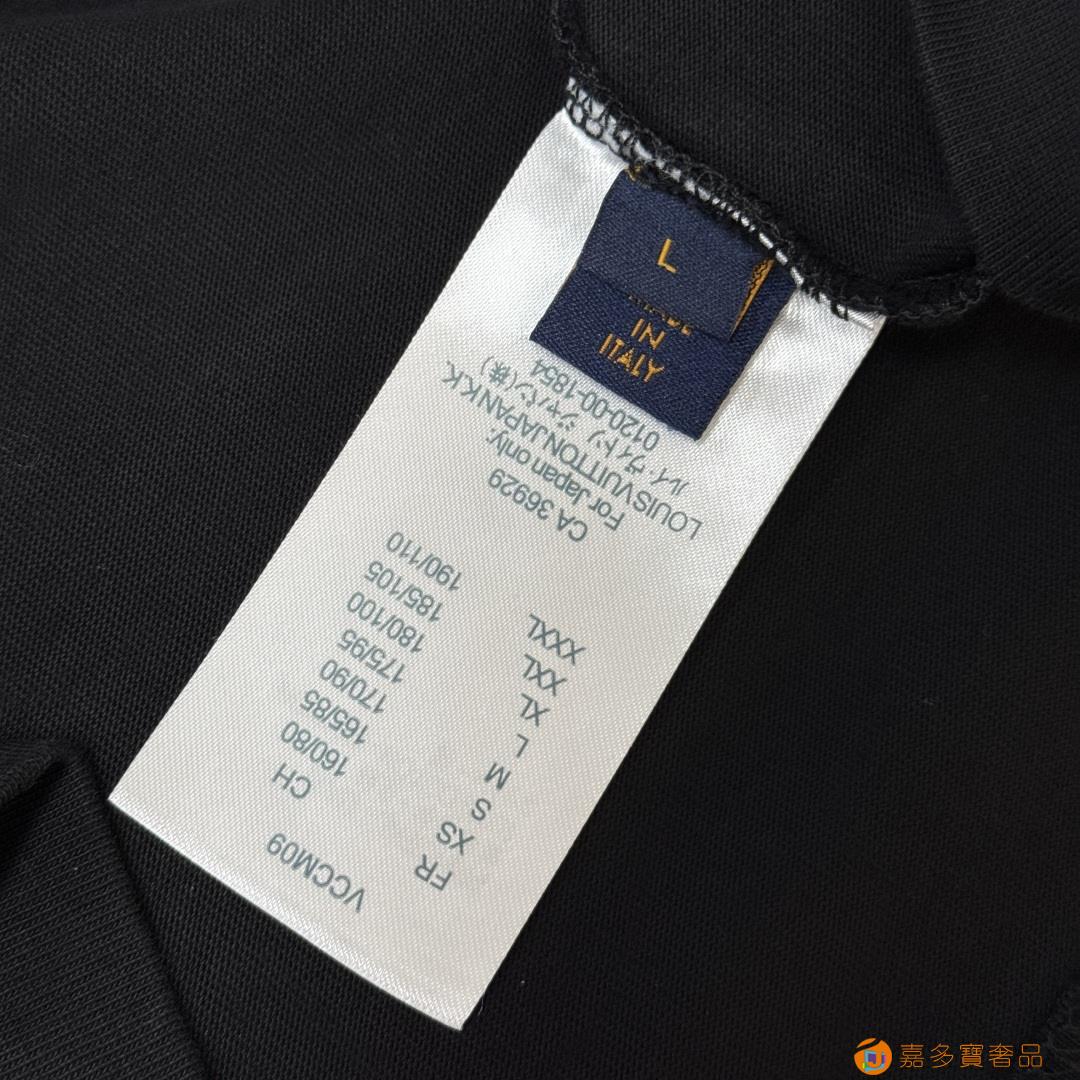 L
MADE
IN
ITALY
VCCM09
FR CH
XS 160/80
S 165/85
M 170/90
L 175/95
XL 180/100
XXL 185/105
XXXL 190/110
CA 36929
For Japan only:
LOUIS VUITTON JAPAN K.K.
ルイ・ヴィトン ジャパン(株)
0120-00-1854
嘉多寶奢品